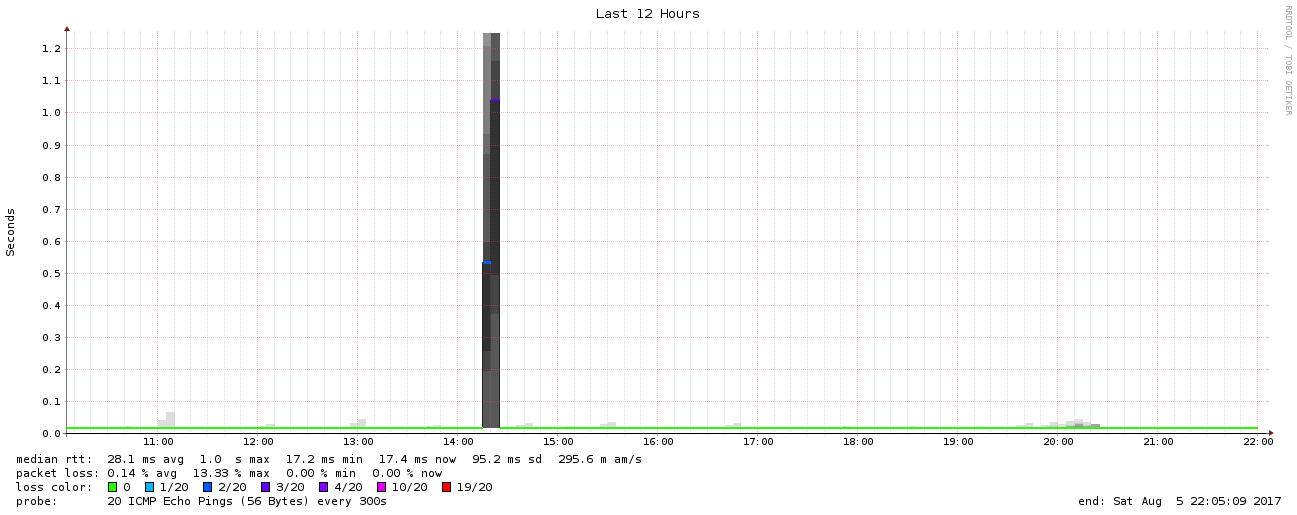 Last 12 Hours
RRDTOOL / TOBI OETIKER
Seconds
1.2
1.1
1.0
0.9
0.8
0.7
0.6
0.5
0.4
0.3
0.2
0.1
0.0
11:00 12:00 13:00 14:00 15:00 16:00 17:00 18:00 19:00 20:00 21:00 22:00
median rtt: 28.1 ms avg 1.0 s max 17.2 ms min 17.4 ms now 95.2 ms sd 295.6 m am/s
packet loss: 0.14 % avg 13.33 % max 0.00 % min 0.00 % now
loss color: 0 1/20 2/20 3/20 4/20 10/20 19/20
probe: 20 ICMP Echo Pings (56 Bytes) every 300s end: Sat Aug 5 22:05:09 2017